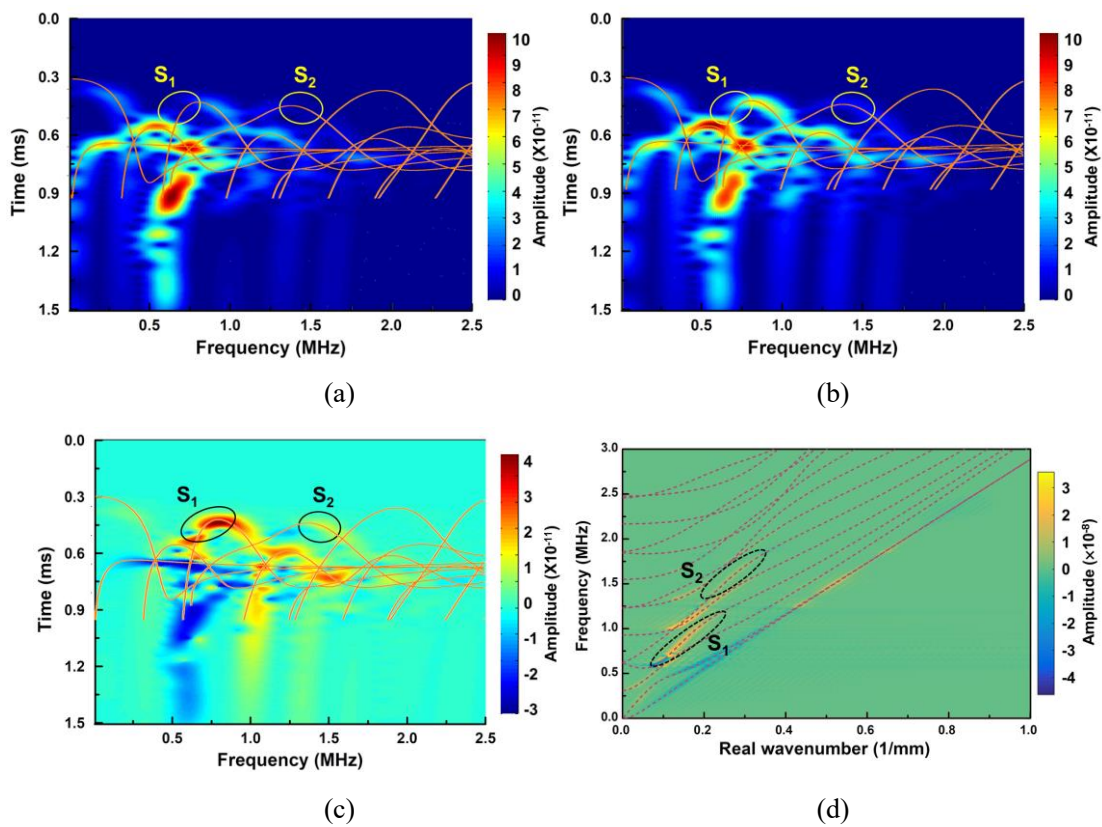 0.0
0.3
0.6
0.9
1.2
1.5
Time (ms)
0.5 1.0 1.5 2.0 2.5
Frequency (MHz)
S1
S2
10
9
8
7
6
5
4
3
2
1
0
Amplitude (X10-11)
(a)
0.0
0.3
0.6
0.9
1.2
1.5
Time (ms)
0.5 1.0 1.5 2.0 2.5
Frequency (MHz)
S1
S2
10
9
8
7
6
5
4
3
2
1
0
Amplitude (X10-11)
(b)
0.0
0.3
0.6
0.9
1.2
1.5
Time (ms)
0.5 1.0 1.5 2.0 2.5
Frequency (MHz)
S1
S2
4
3
2
1
0
-1
-2
-3
Amplitude (X10-11)
(c)
3.0
2.5
2.0
1.5
1.0
0.5
0.0
Frequency (MHz)
0.0 0.2 0.4 0.6 0.8 1.0
Real wavenumber (1/mm)
S2
S1
3
2
1
0
-1
-2
-3
-4
Amplitude (×10-8)
(d)